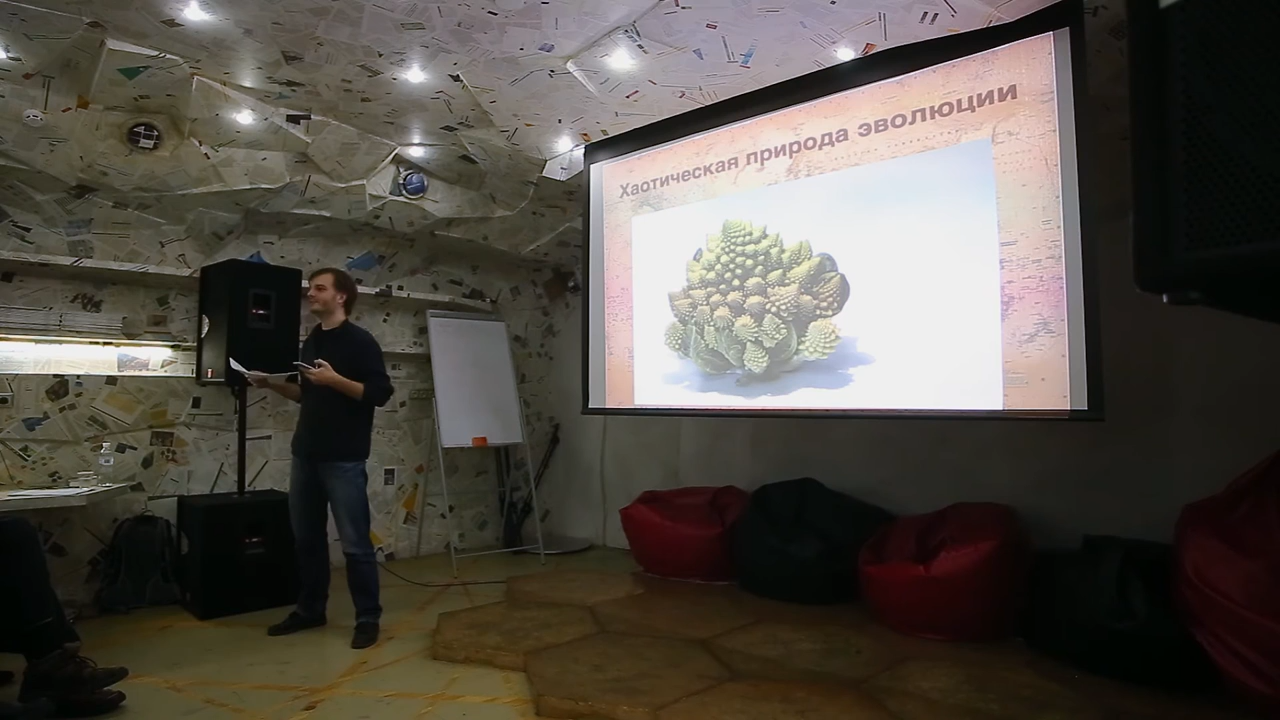 Хаотическая природа эволюции